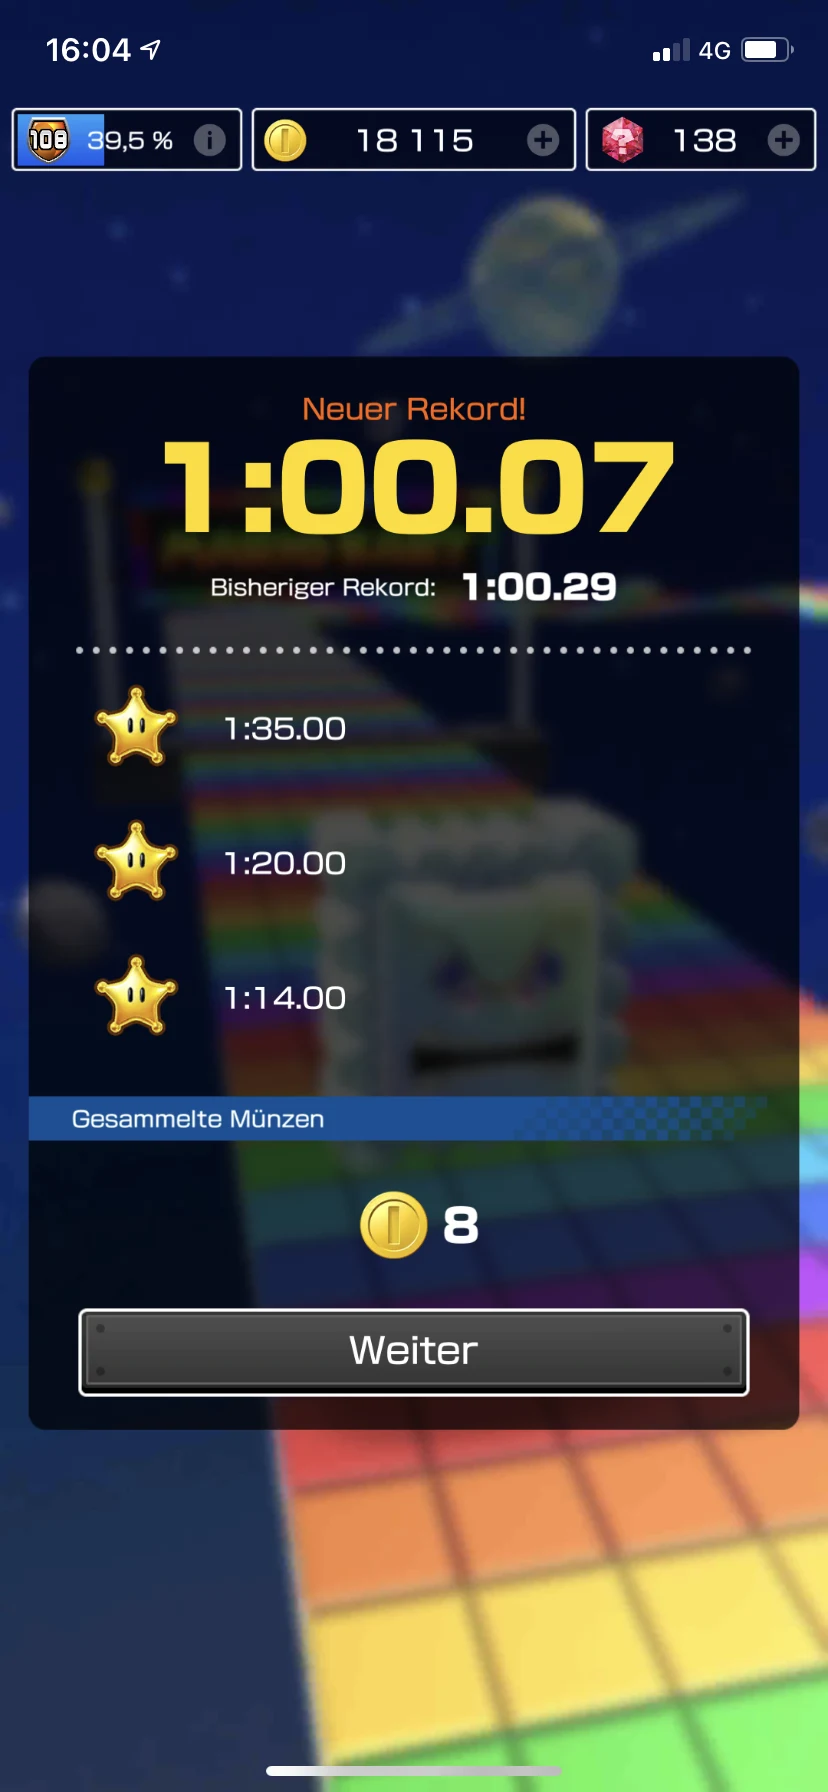 16:04
4G
108 39,5 % i
18 115 +
? 138 +
Neuer Rekord!
1:00.07
Bisheriger Rekord: 1:00.29
1:35.00
1:20.00
1:14.00
Gesammelte Münzen
8
Weiter